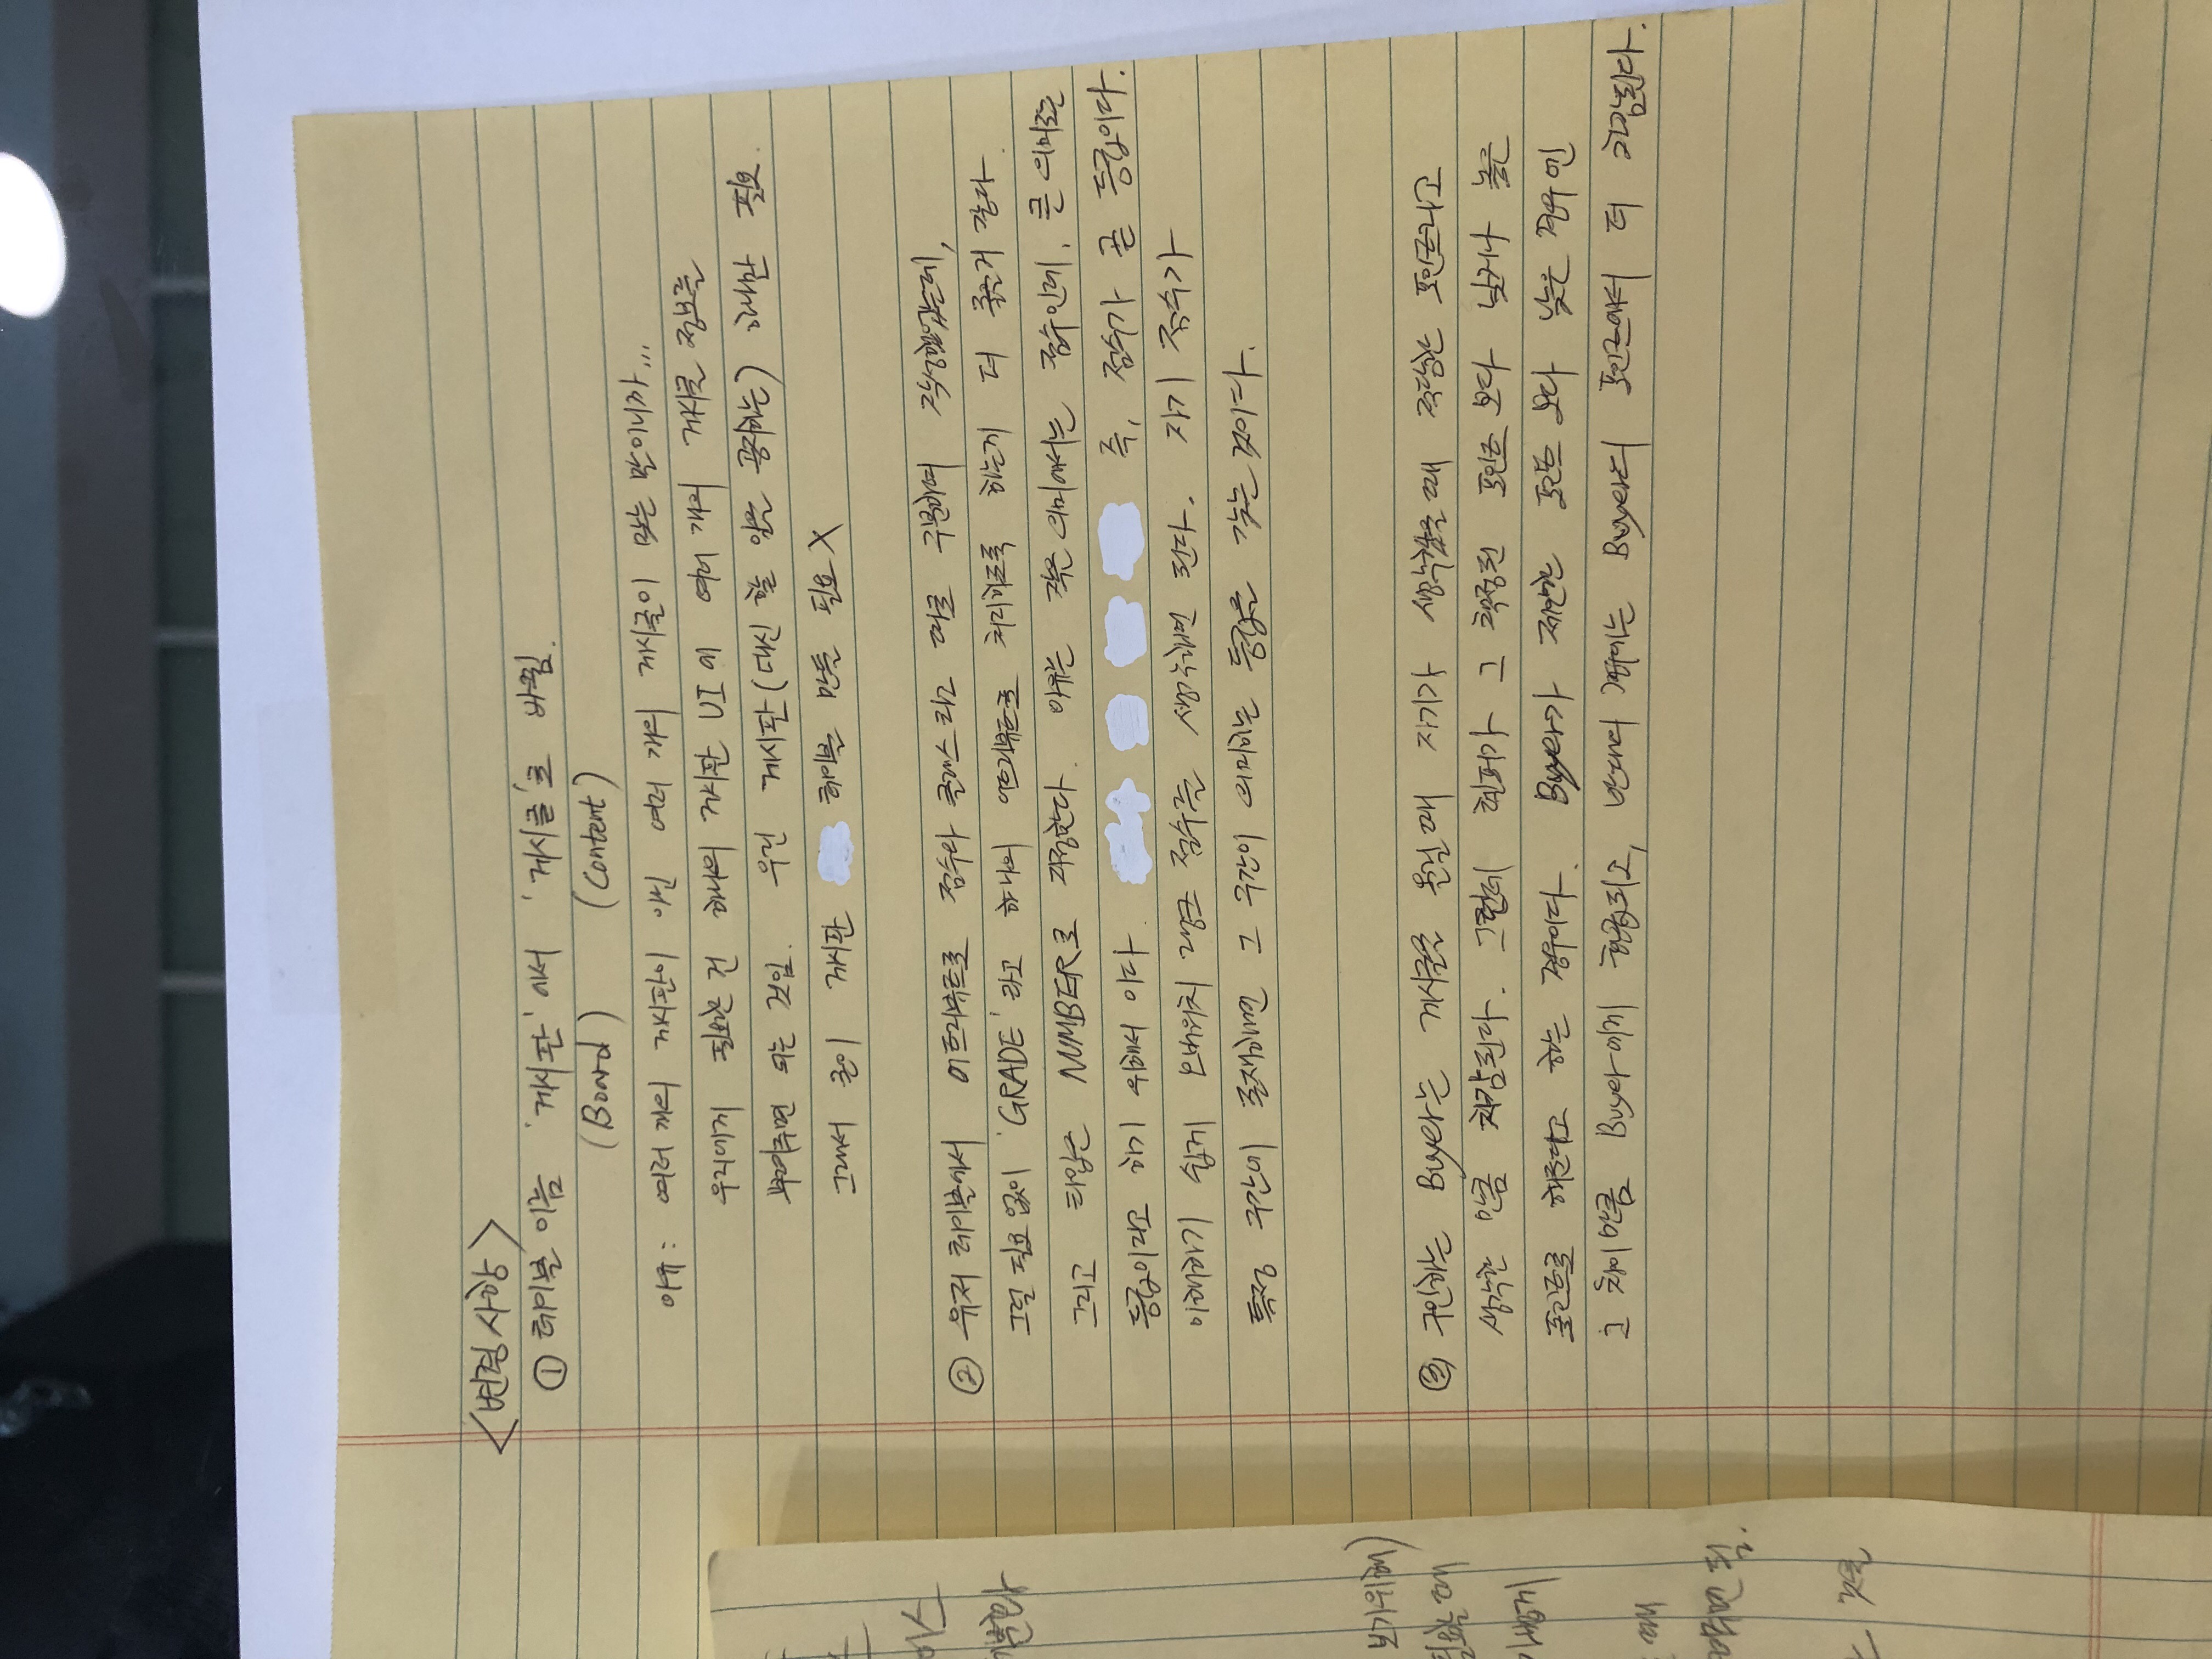 <변경 사항>
① 테이블 이름 '게시판'에서 '게시글'로 바뀜.
(Board) (Content)
이유: 여러 개의 게시판이 아닌 여러 개의 게시글이 맞는 말이니까...
우리에게 필요한 건 하나의 게시판 UI에 여러 개의 게시글 정보를
부여주면 되는 것임. 우린 게시판(대신 할 일을 공지하는) 하나만 필요.
그래서 굳이 게시판 테이블 만들 필요 X
② 유저 테이블에서 어트리뷰트로 점수와 클래스라고 따로 구분하여 작성했었는데,
그럴 필요 없이 'GRADE'라고 하나의 어트리뷰트로 처리하도록 하는게 더 좋은거 같다.
그리고 타입은 NUMBER로 지정한다. 이유는 작은 의미에서는 점수인데, 큰 의미로는
등급이라고 하기 위해서 이다. 즉, 점수가 곧 등급이다.
이해하기 쉽게 오버워치 랭크 점수를 생각하면 된다. 자기 점수가
특정 구간에 존재하면 그 구간이 의미하는 등급을 갖는 것이다.
③ 구인하는 Buyer는 게시글을 올릴 때 자기가 생각했을 때 적당한 포인트라고
생각한 만큼 차감된다. 그런데 헬퍼가 그 책정된 포인트 보다 낮거나 높은
포인트로 해준다고 하는 경우이다. Buyer가 제안한 포인트 보다 낮은 경우엔
그 차이만큼 Buyer에게 환급되고, 반대의 경우에는 Buyer의 포인트에서 더 차감된다.
이스
보기위해)
필요할 때
가볍게
때
여주면 됨.
것을